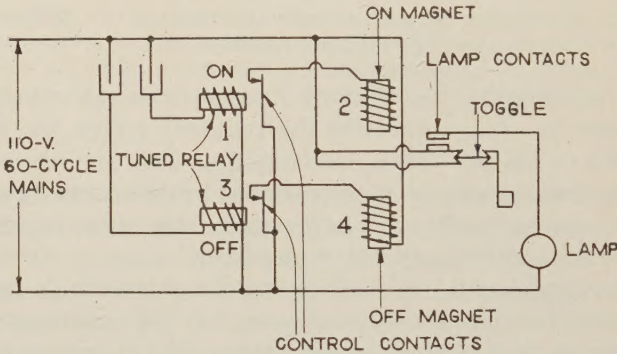 ON MAGNET
LAMP CONTACTS
ON
2
TOGGLE
1
110-V.
60-CYCLE
MAINS
TUNED RELAY
3
4
OFF
LAMP
OFF MAGNET
CONTROL CONTACTS